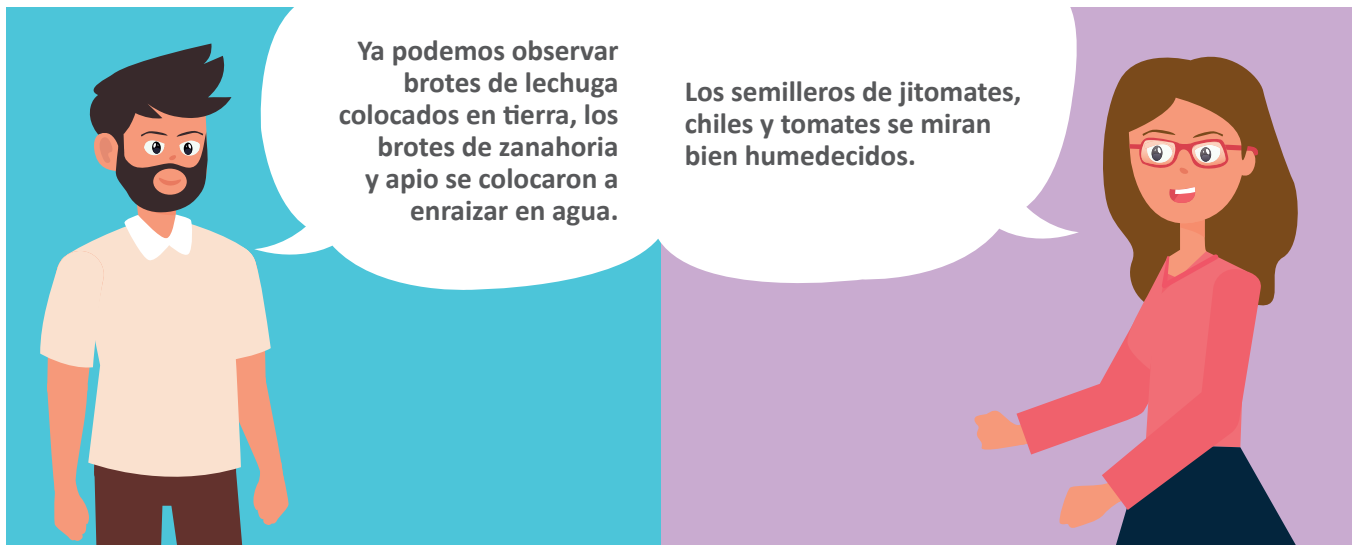 Ya podemos observar
brotes de lechuga
colocados en tierra, los
brotes de zanahoria
y apio se colocaron a
enraizar en agua.
Los semilleros de jitomates,
chiles y tomates se miran
bien humedecidos.